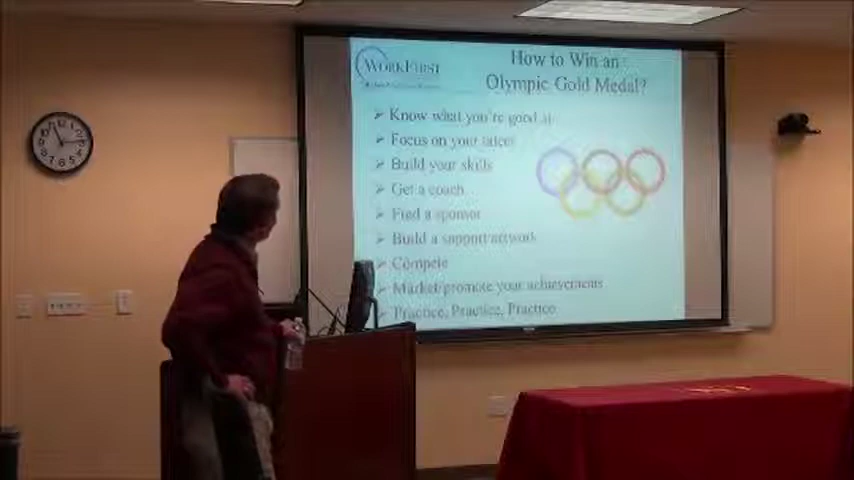 How to Win an
Olympic Gold Medal?
WORKFIRST
Know what you're good at
Focus on your talent
Build your skills
Get a coach
Find a sponsor
Build a support network
Compete
Market/promote your achievements
Practice, Practice, Practice